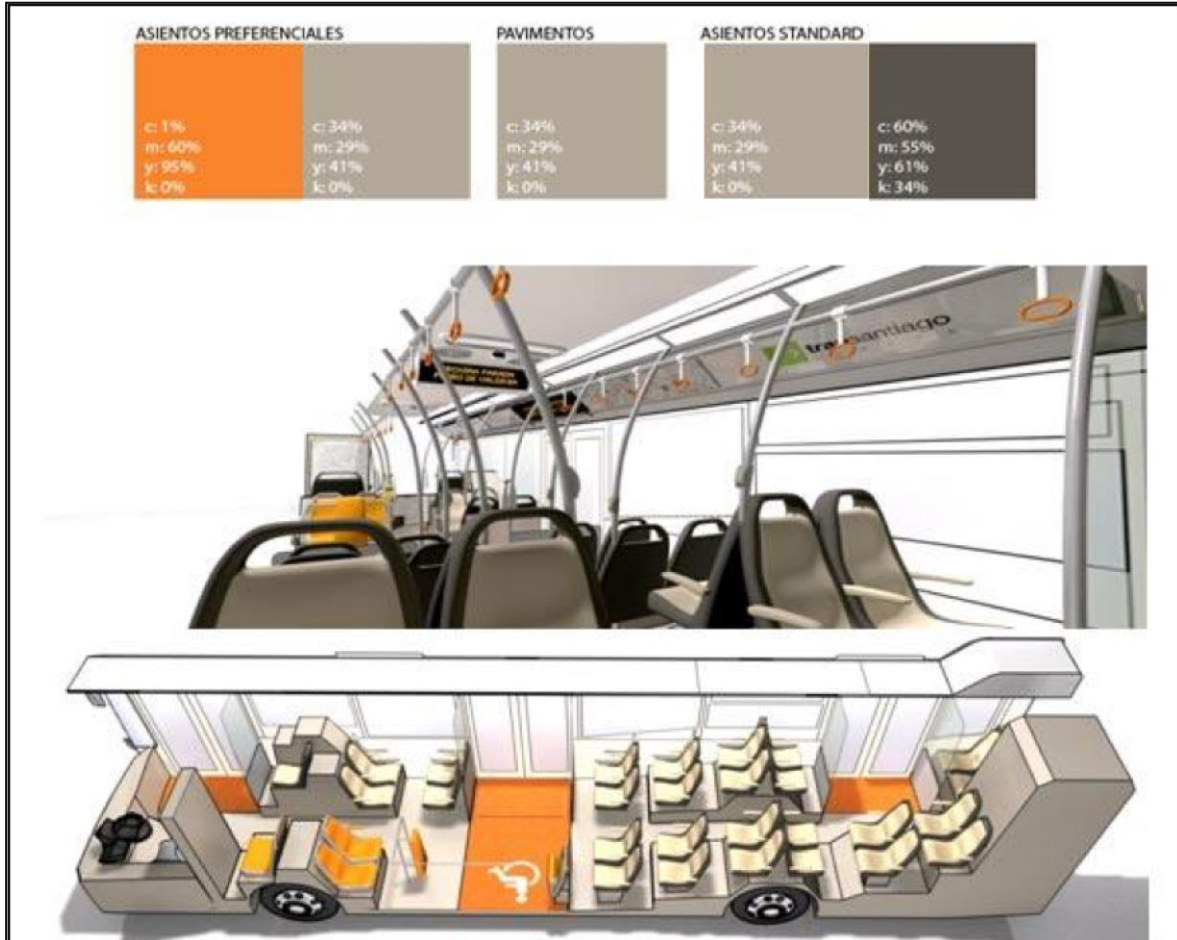 ASIENTOS PREFERENCIALES
c: 1%
m: 60%
y: 95%
k: 0%
c: 34%
m: 29%
y: 41%
k: 0%
PAVIMENTOS
c: 34%
m: 29%
y: 41%
k: 0%
ASIENTOS STANDARD
c: 34%
m: 29%
y: 41%
k: 0%
c: 60%
m: 55%
y: 61%
k: 34%
transantiago